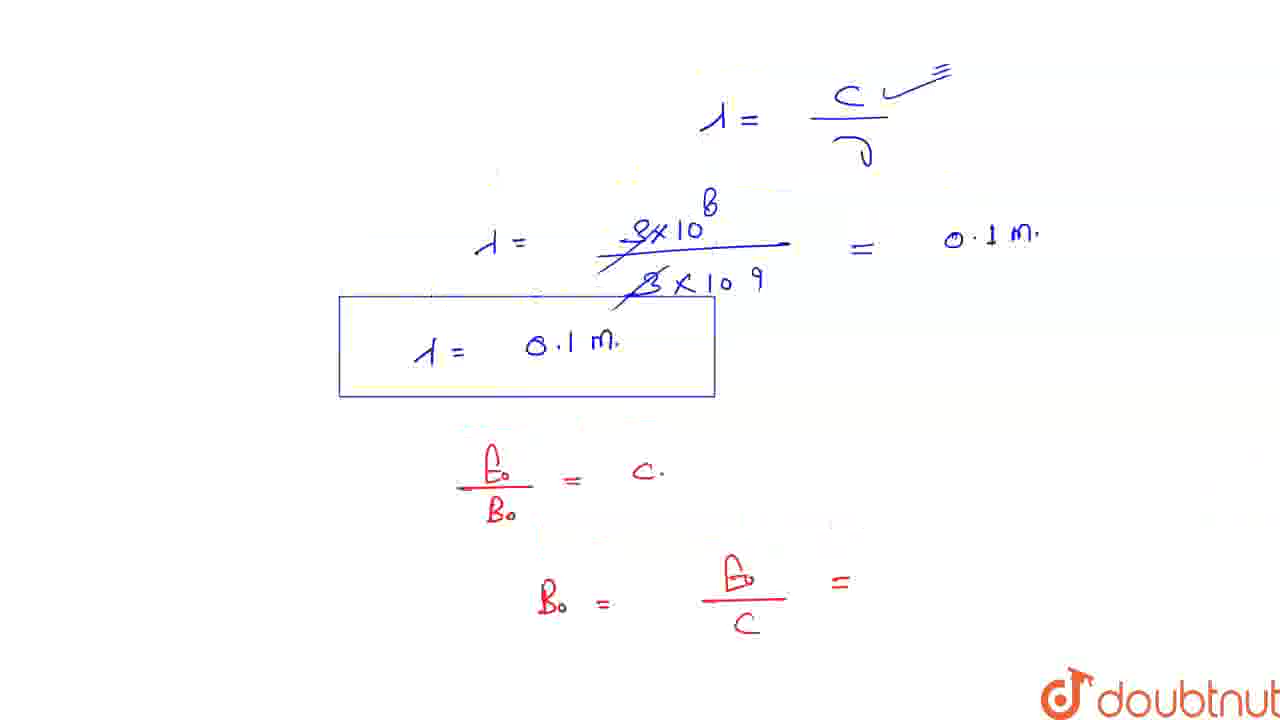 λ = C / ν
λ = 3×10^8 / 3×10^9 = 0.1 m.
λ = 0.1 m.
E₀ / B₀ = C.
B₀ = E₀ / C =
doubtnut